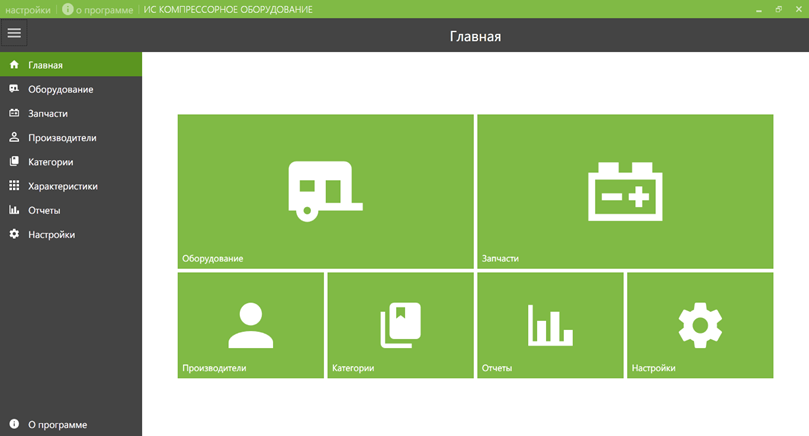 настройки о программе ИС КОМПРЕССОРНОЕ ОБОРУДОВАНИЕ
Главная
Главная
Оборудование
Запчасти
Производители
Категории
Характеристики
Отчеты
Настройки
О программе
Оборудование
Запчасти
Производители
Категории
Отчеты
Настройки